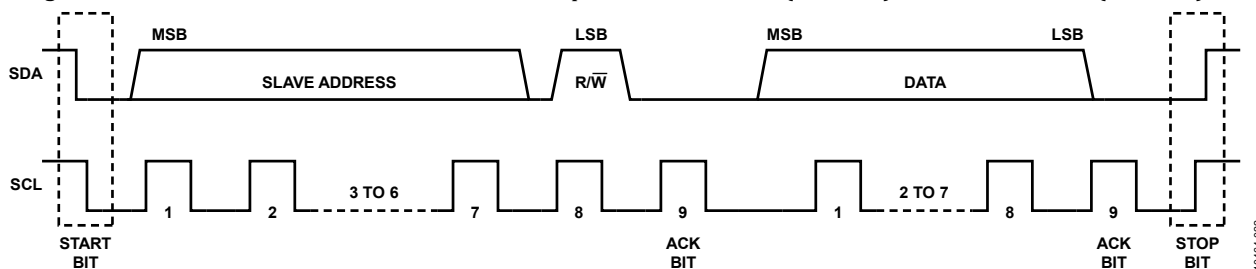 MSB LSB MSB LSB
SDA SLAVE ADDRESS R/W̅ DATA
SCL 1 2 3 TO 6 7 8 9 1 2 TO 7 8 9
START BIT ACK BIT ACK BIT STOP BIT